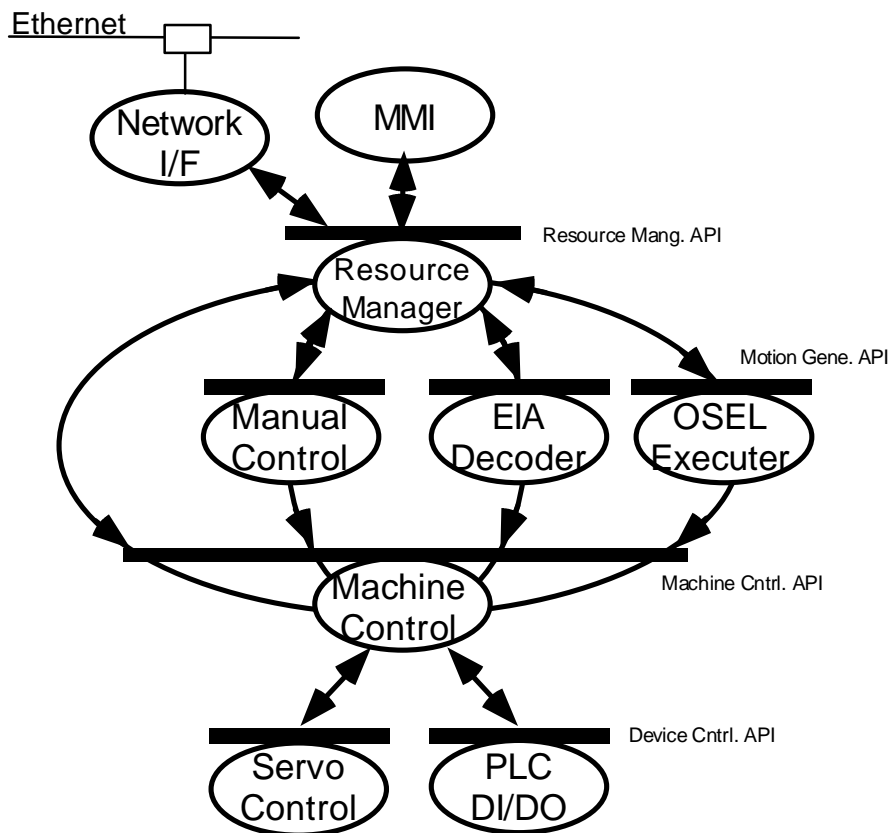 Ethernet
Network
I/F
MMI
Resource Mang. API
Resource
Manager
Motion Gene. API
Manual
Control
EIA
Decoder
OSEL
Executer
Machine Cntrl. API
Machine
Control
Device Cntrl. API
Servo
Control
PLC
DI/DO